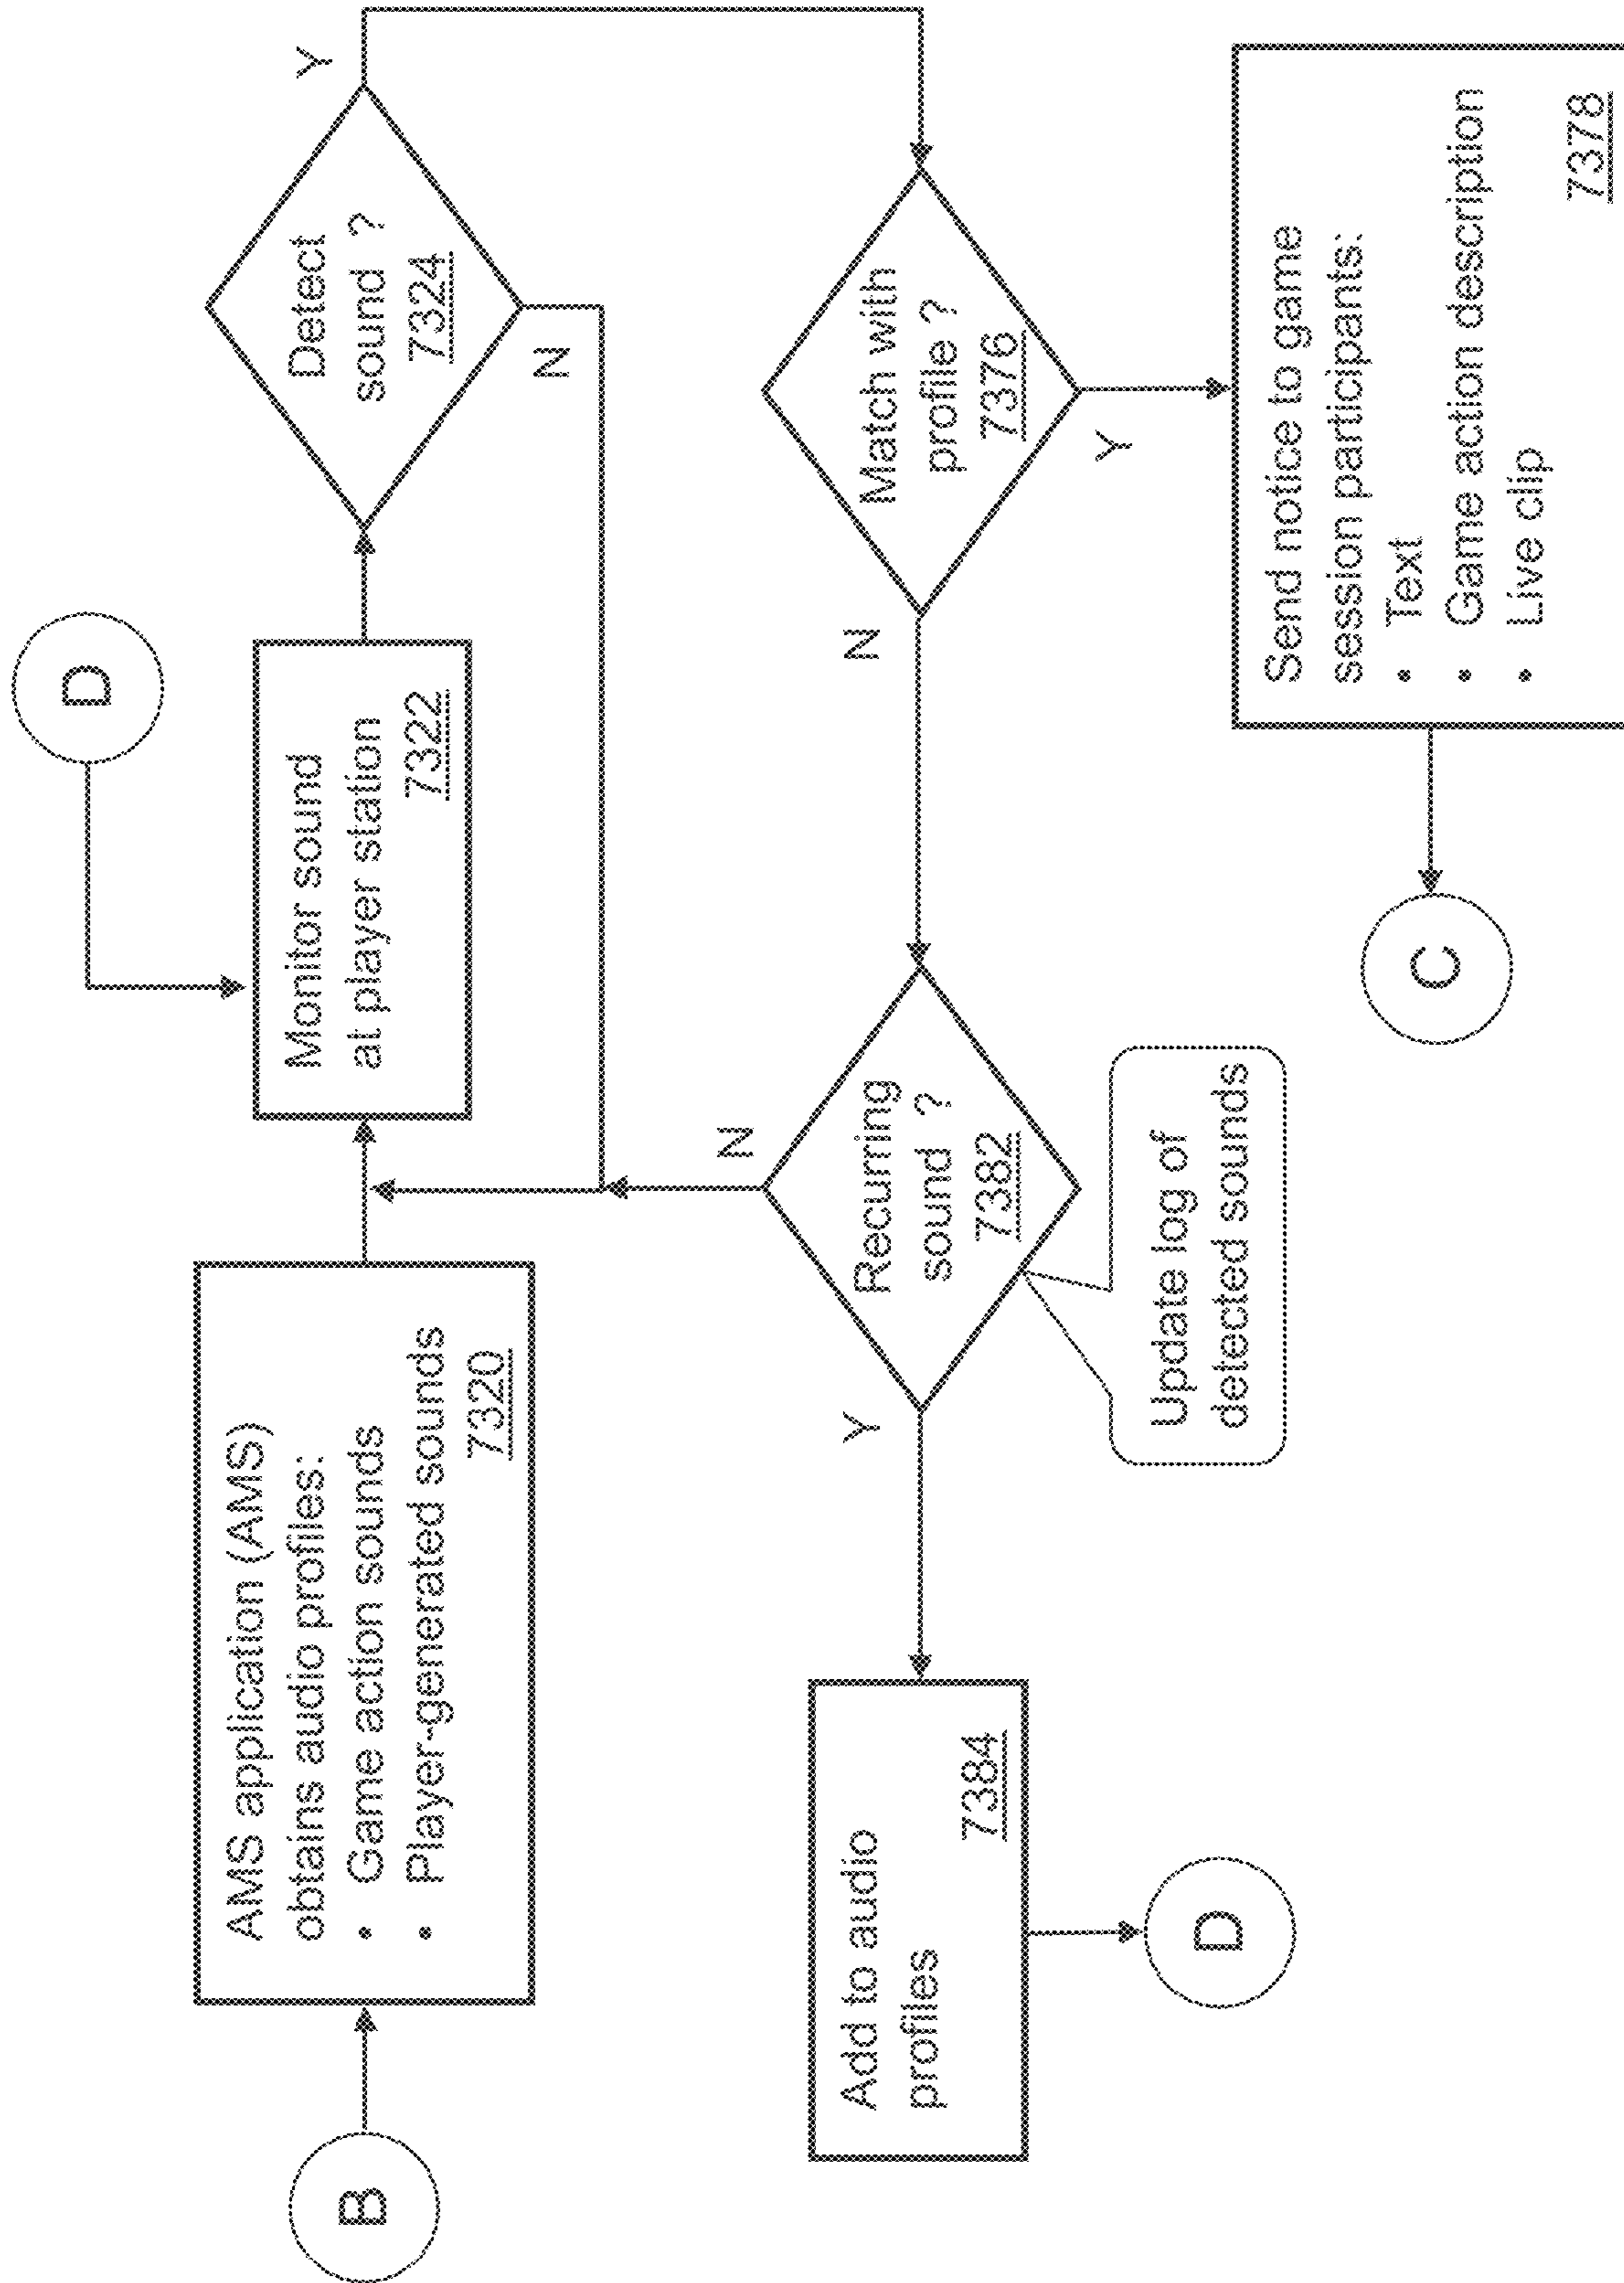 B
AMS application (AMS)
obtains audio profiles:
• Game action sounds
• Player-generated sounds
7320
D
Monitor sound
at player station
7322
Detect
sound ?
7324
Y
N
Match with
profile ?
7376
N
Y
Recurring
sound ?
7382
N
Y
Update log of
detected sounds
Add to audio
profiles
7384
D
Send notice to game
session participants:
• Text
• Game action description
• Live clip
7378
C